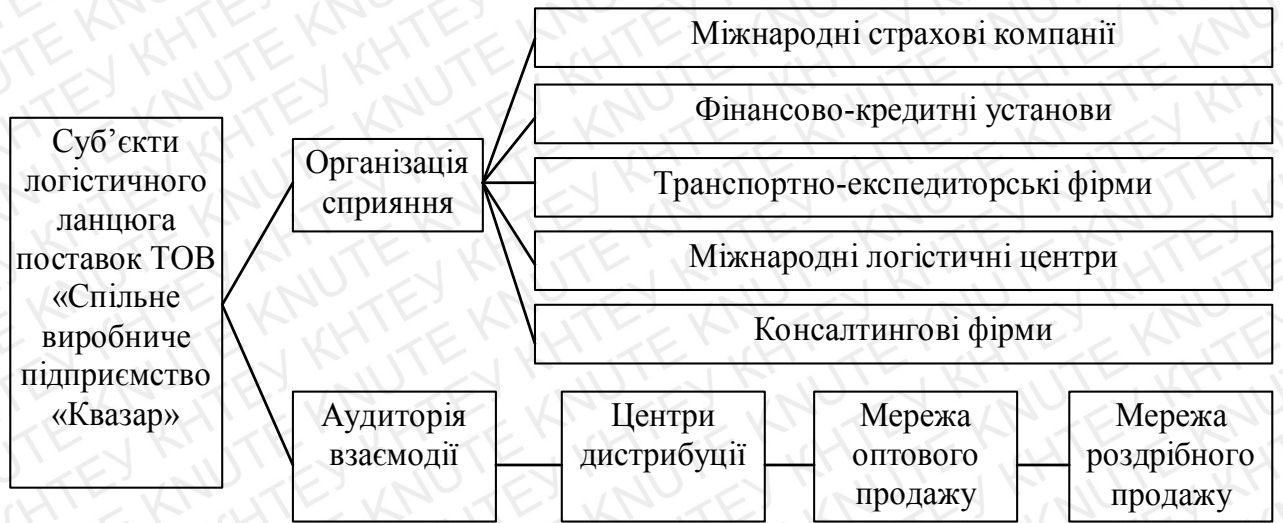 Суб’єкти
логістичного
ланцюга
поставок ТОВ
«Спільне
виробниче
підприємство
«Квазар»
Організація
сприяння
Міжнародні страхові компанії
Фінансово-кредитні установи
Транспортно-експедиторські фірми
Міжнародні логістичні центри
Консалтингові фірми
Аудиторія
взаємодії
Центри
дистрибуції
Мережа
оптового
продажу
Мережа
роздрібного
продажу